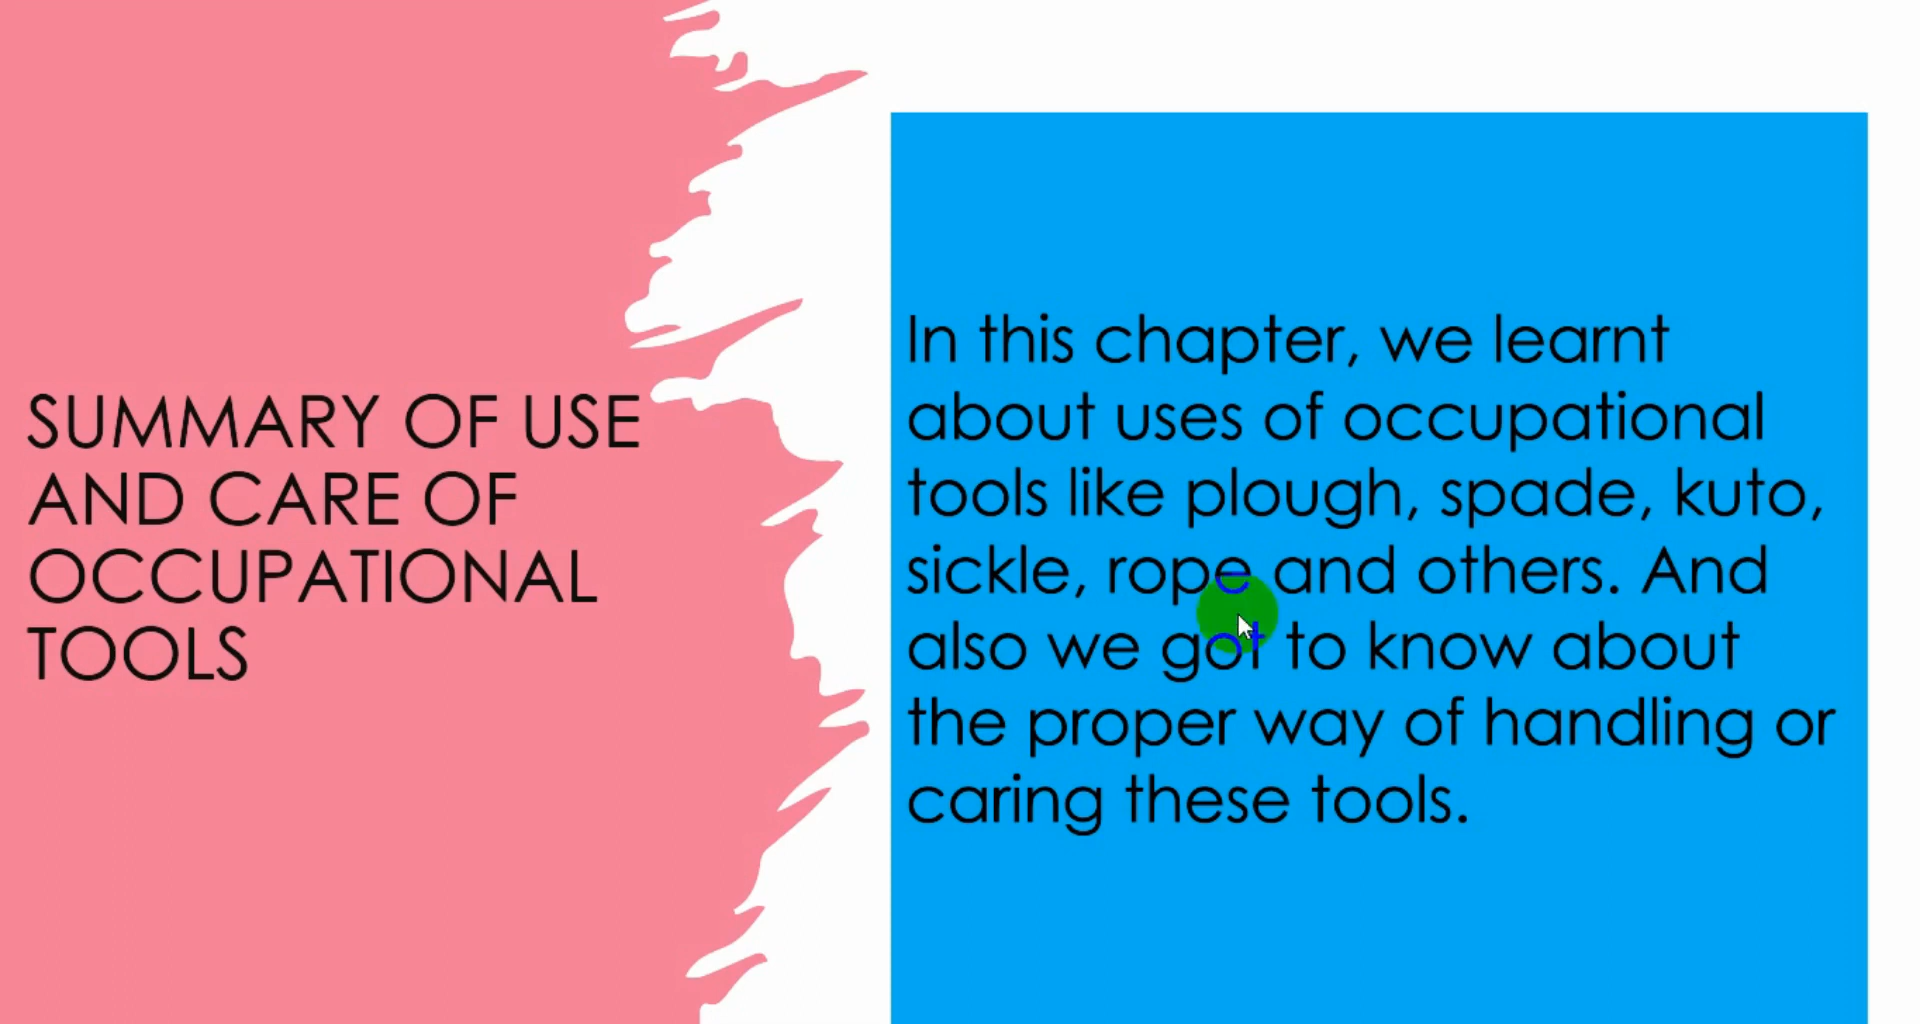 SUMMARY OF USE
AND CARE OF
OCCUPATIONAL
TOOLS
In this chapter, we learnt
about uses of occupational
tools like plough, spade, kuto,
sickle, rope and others. And
also we got to know about
the proper way of handling or
caring these tools.